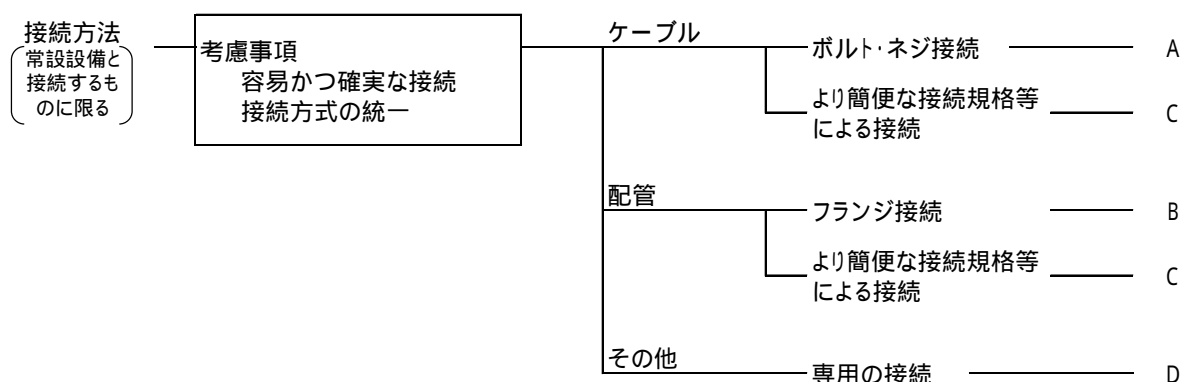 接続方法
常設設備と
接続するも
のに限る
考慮事項
容易かつ確実な接続
接続方式の統一
ケーブル
ボルト・ネジ接続
A
より簡便な接続規格等
による接続
C
配管
フランジ接続
B
より簡便な接続規格等
による接続
C
その他
専用の接続
D